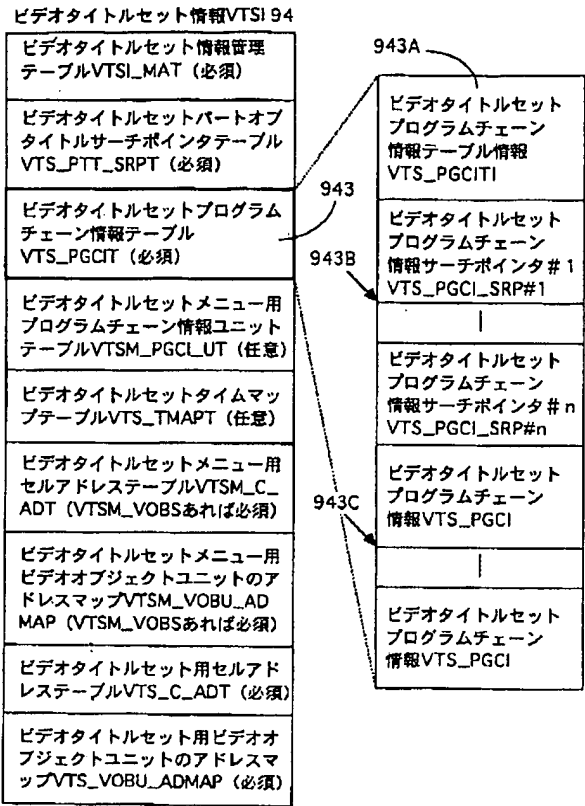 ビデオタイトルセット情報VTSI 94
ビデオタイトルセット情報管理
テーブルVTSI_MAT（必須）
ビデオタイトルセットパートオブ
タイトルサーチポインタテーブル
VTS_PTT_SRPT（必須）
ビデオタイトルセットプログラム
チェーン情報テーブル
VTS_PGCIT（必須）
ビデオタイトルセットメニュー用
プログラムチェーン情報ユニット
テーブルVTSM_PGCI_UT（任意）
ビデオタイトルセットタイムマッ
プテーブルVTS_TMAPT（任意）
ビデオタイトルセットメニュー用
セルアドレステーブルVTSM_C_
ADT（VTSM_VOBSあれば必須）
ビデオタイトルセットメニュー用
ビデオオブジェクトユニットのア
ドレスマップVTSM_VOBU_AD
MAP（VTSM_VOBSあれば必須）
ビデオタイトルセット用セルアド
レステーブルVTS_C_ADT（必須）
ビデオタイトルセット用ビデオオ
ブジェクトユニットのアドレスマ
ップVTS_VOBU_ADMAP（必須）
943
943A
943B
943C
ビデオタイトルセット
プログラムチェーン
情報テーブル情報
VTS_PGCITI
ビデオタイトルセット
プログラムチェーン
情報サーチポインタ＃1
VTS_PGCI_SRP#1
ビデオタイトルセット
プログラムチェーン
情報サーチポインタ＃n
VTS_PGCI_SRP#n
ビデオタイトルセット
プログラムチェーン
情報VTS_PGCI
ビデオタイトルセット
プログラムチェーン
情報VTS_PGCI